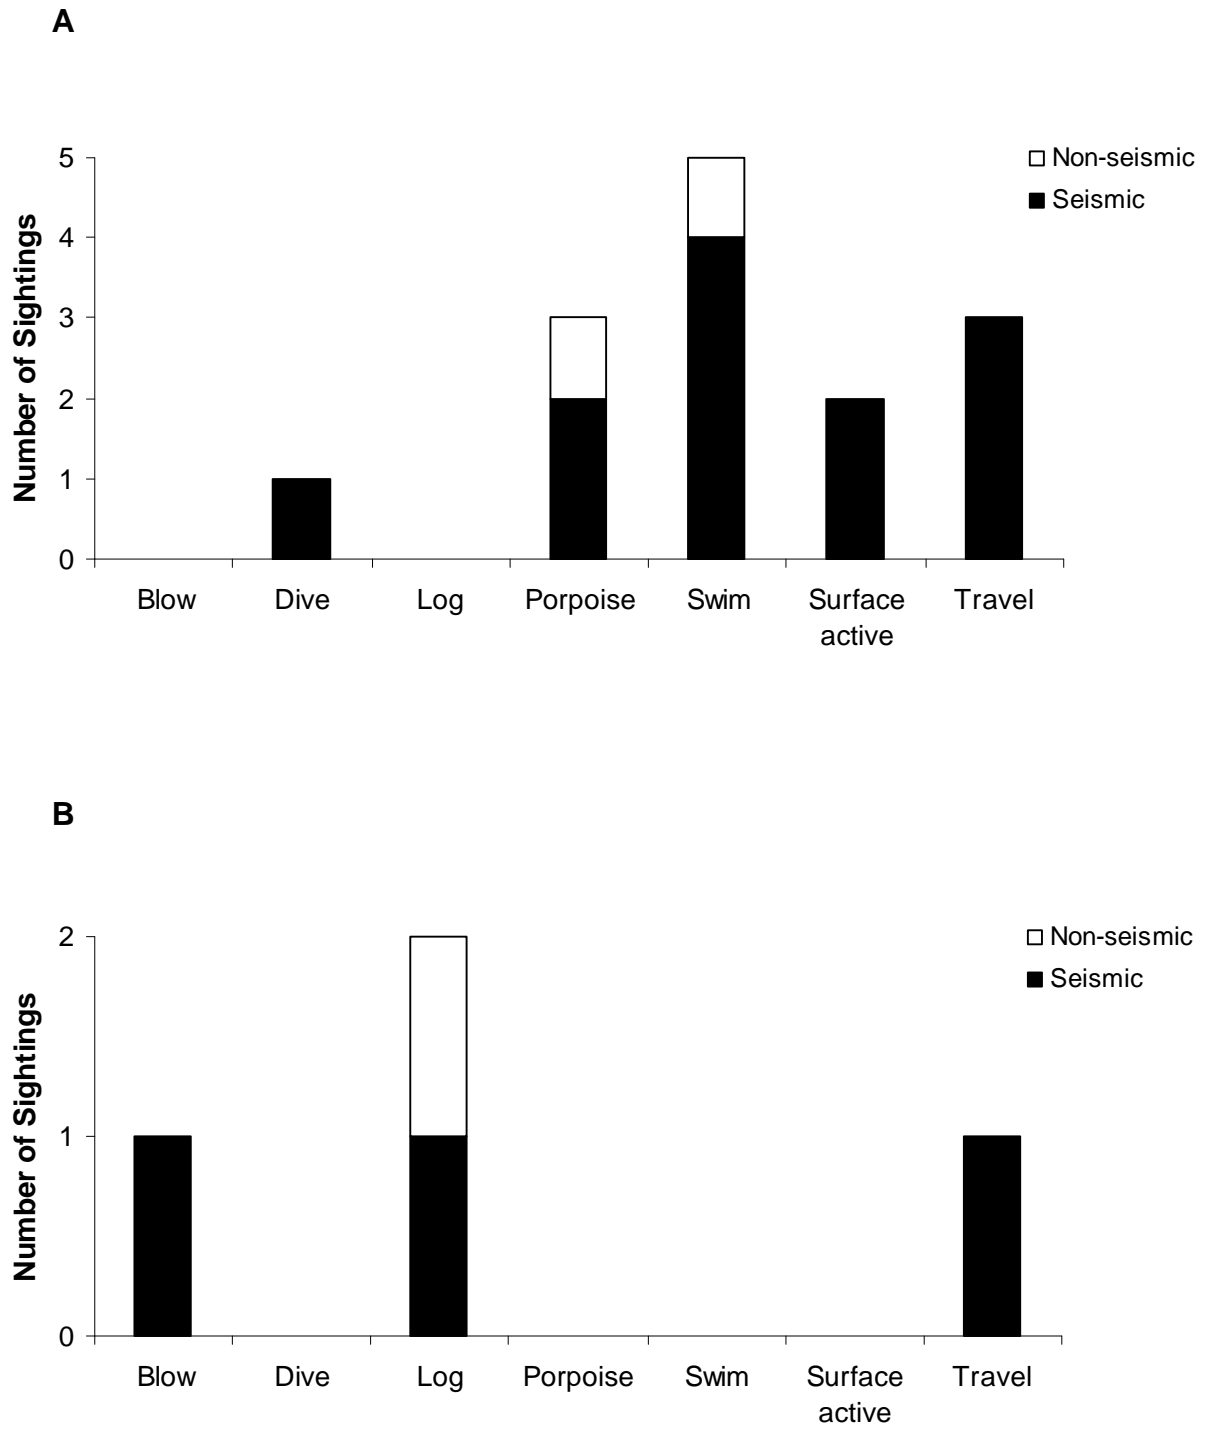 A
Number of Sightings
5
4
3
2
1
0
Non-seismic
Seismic
Blow
Dive
Log
Porpoise
Swim
Surface
active
Travel
B
Number of Sightings
2
1
0
Non-seismic
Seismic
Blow
Dive
Log
Porpoise
Swim
Surface
active
Travel